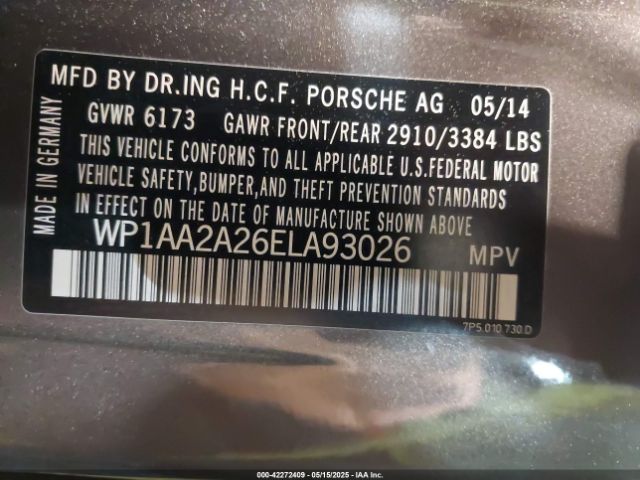 MFD BY DR.ING H.C.F. PORSCHE AG 05/14
GVWR 6173 GAWR FRONT/REAR 2910/3384 LBS
THIS VEHICLE CONFORMS TO ALL APPLICABLE U.S.FEDERAL MOTOR
VEHICLE SAFETY,BUMPER,AND THEFT PREVENTION STANDARDS
IN EFFECT ON THE DATE OF MANUFACTURE SHOWN ABOVE.
WP1AA2A26ELA93026 MPV
MADE IN GERMANY
7P5.010 730.D
000-42272409 - 05/15/2025 - IAA Inc.